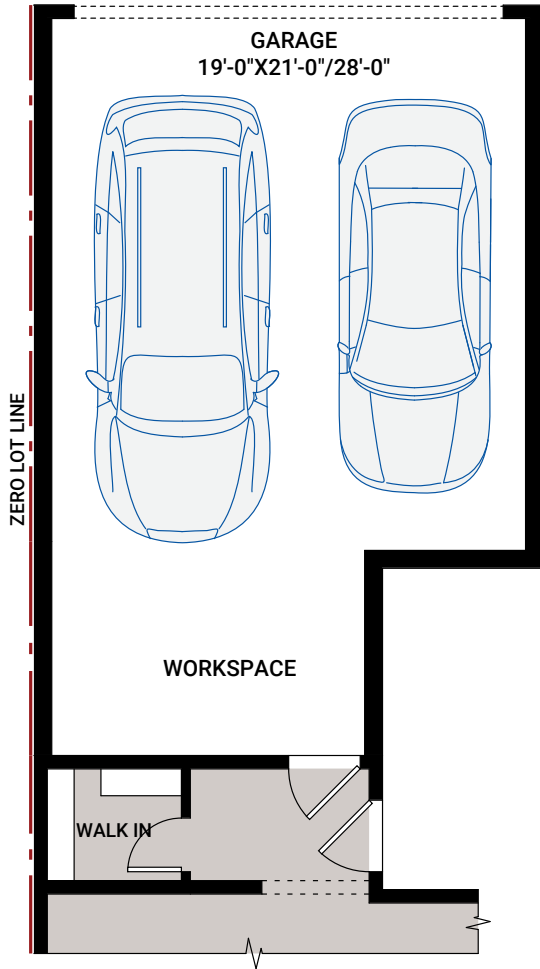 GARAGE
19'-0"X21'-0"/28'-0"
ZERO LOT LINE
WORKSPACE
WALK IN